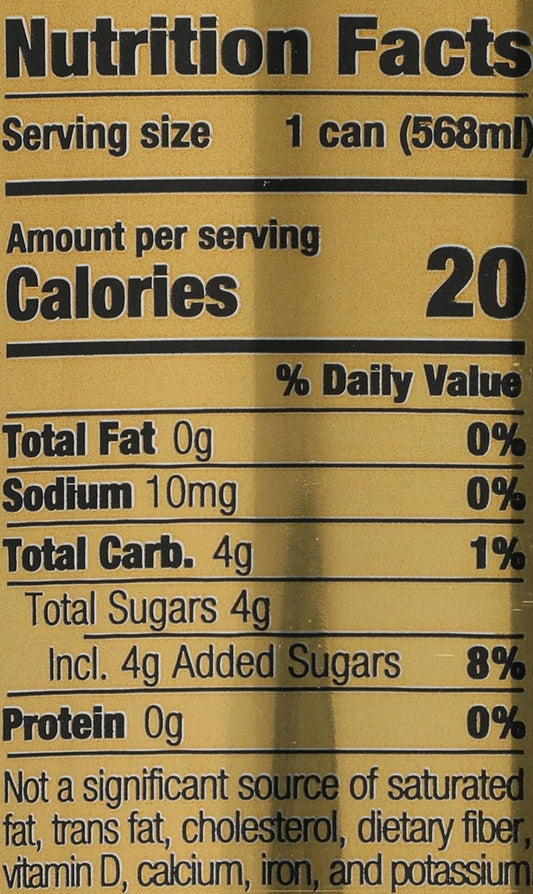 Nutrition Facts
Serving size 1 can (568ml)
Amount per serving
Calories 20
% Daily Value
Total Fat 0g 0%
Sodium 10mg 0%
Total Carb. 4g 1%
Total Sugars 4g
Incl. 4g Added Sugars 8%
Protein 0g 0%
Not a significant source of saturated
fat, trans fat, cholesterol, dietary fiber,
vitamin D, calcium, iron, and potassium